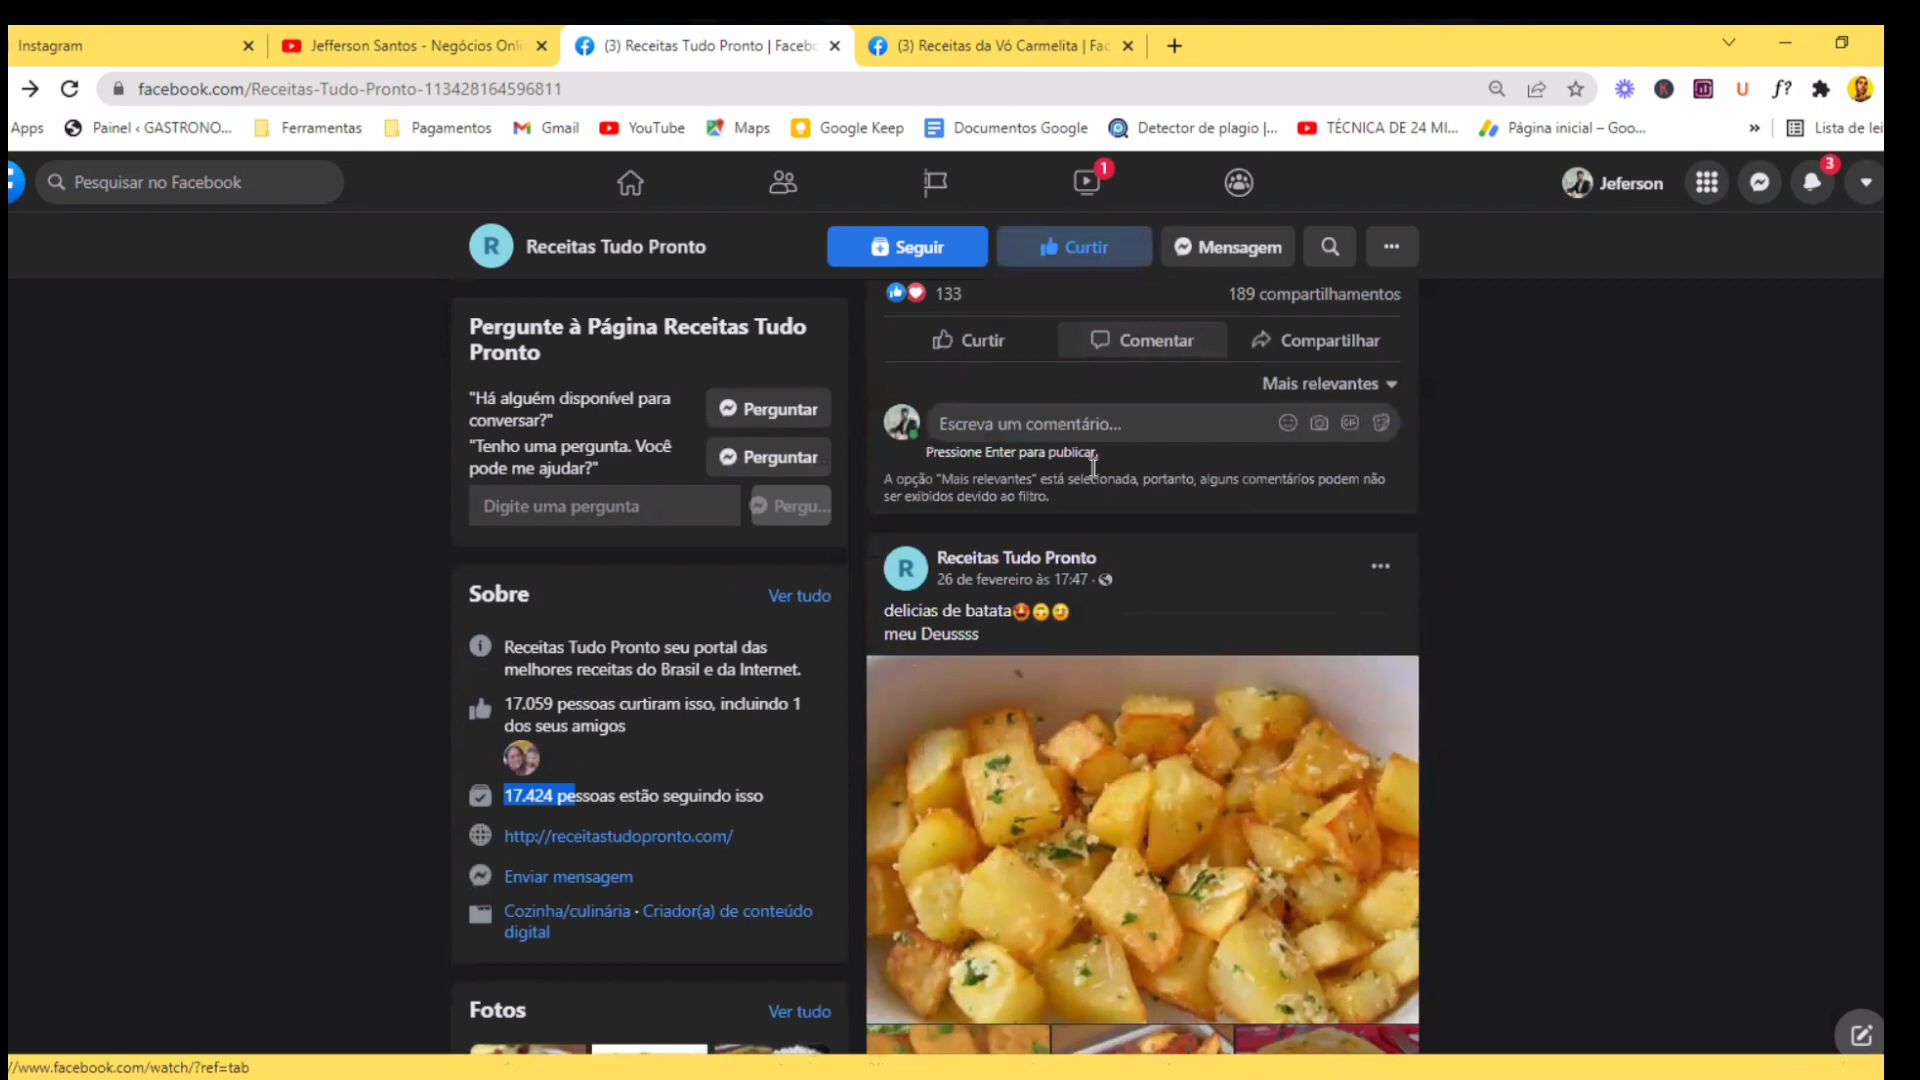 Instagram
Jefferson Santos - Negócios Onli
(3) Receitas Tudo Pronto | Facebo
(3) Receitas da Vó Carmelita | Fac
facebook.com/Receitas-Tudo-Pronto-113428164596811
Apps
Painel ‹ GASTRONO...
Ferramentas
Pagamentos
Gmail
YouTube
Maps
Google Keep
Documentos Google
Detector de plagio |...
TÉCNICA DE 24 MI...
Página inicial – Goo...
Lista de lei
Pesquisar no Facebook
1
Jeferson
3
R
Receitas Tudo Pronto
Seguir
Curtir
Mensagem
Pergunte à Página Receitas Tudo
Pronto
"Há alguém disponível para
conversar?"
Perguntar
"Tenho uma pergunta. Você
pode me ajudar?"
Perguntar
Digite uma pergunta
Pergu...
Sobre
Ver tudo
Receitas Tudo Pronto seu portal das
melhores receitas do Brasil e da Internet.
17.059 pessoas curtiram isso, incluindo 1
dos seus amigos
17.424 pessoas estão seguindo isso
http://receitastudopronto.com/
Enviar mensagem
Cozinha/culinária · Criador(a) de conteúdo
digital
Fotos
Ver tudo
133
189 compartilhamentos
Curtir
Comentar
Compartilhar
Mais relevantes
Escreva um comentário...
GIF
Pressione Enter para publicar.
A opção "Mais relevantes" está selecionada, portanto, alguns comentários podem não
ser exibidos devido ao filtro.
R
Receitas Tudo Pronto
26 de fevereiro às 17:47 ·
delicias de batata🤩🙃😋
meu Deussss
//www.facebook.com/watch/?ref=tab